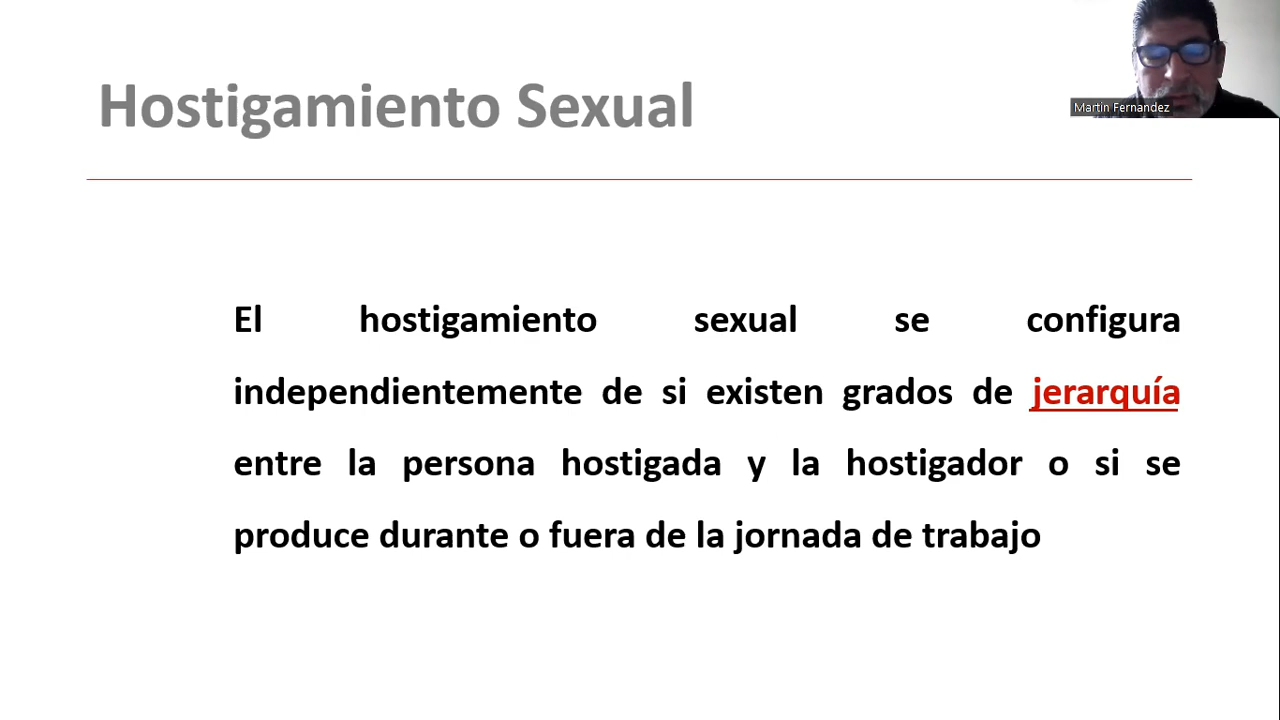 Hostigamiento Sexual
Martin Fernandez
El hostigamiento sexual se configura
independientemente de si existen grados de jerarquía
entre la persona hostigada y la hostigador o si se
produce durante o fuera de la jornada de trabajo